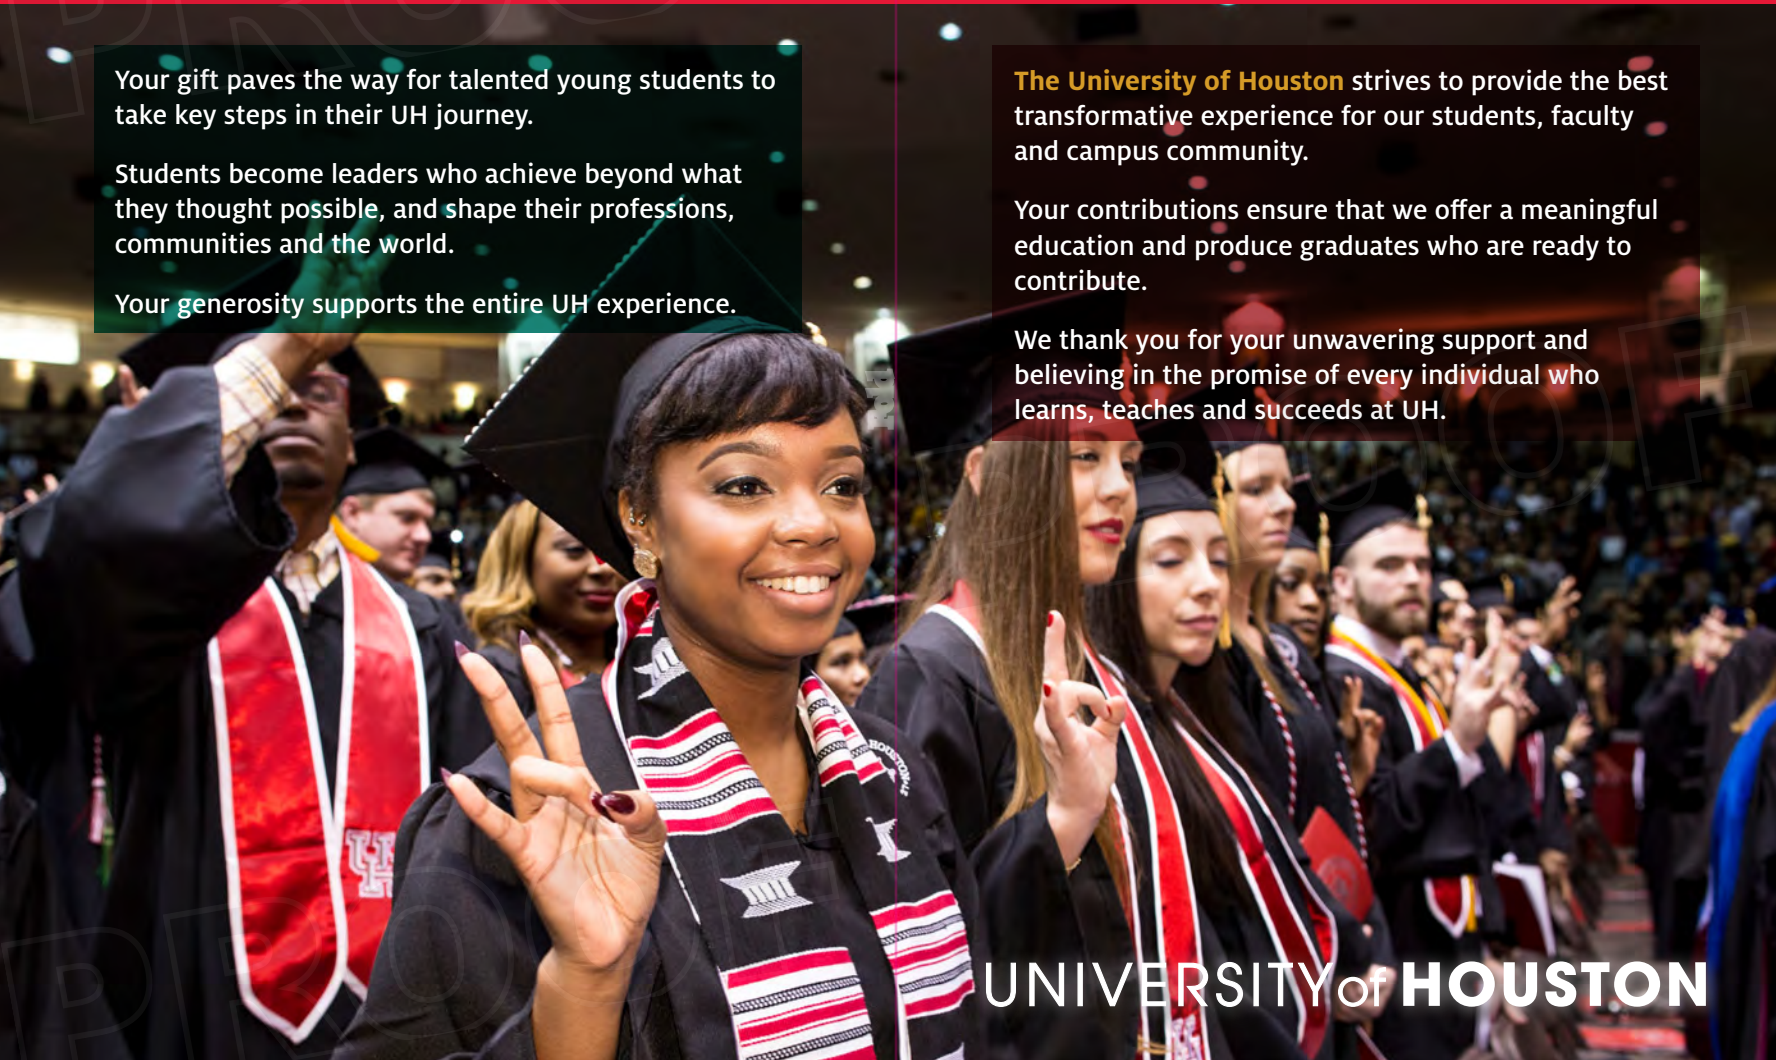 Your gift paves the way for talented young students to
take key steps in their UH journey.
Students become leaders who achieve beyond what
they thought possible, and shape their professions,
communities and the world.
Your generosity supports the entire UH experience.
The University of Houston strives to provide the best
transformative experience for our students, faculty
and campus community.
Your contributions ensure that we offer a meaningful
education and produce graduates who are ready to
contribute.
We thank you for your unwavering support and
believing in the promise of every individual who
learns, teaches and succeeds at UH.
UH
HOUSTON
UNIVERSITY of HOUSTON
PROOF
PROOF
PROOF